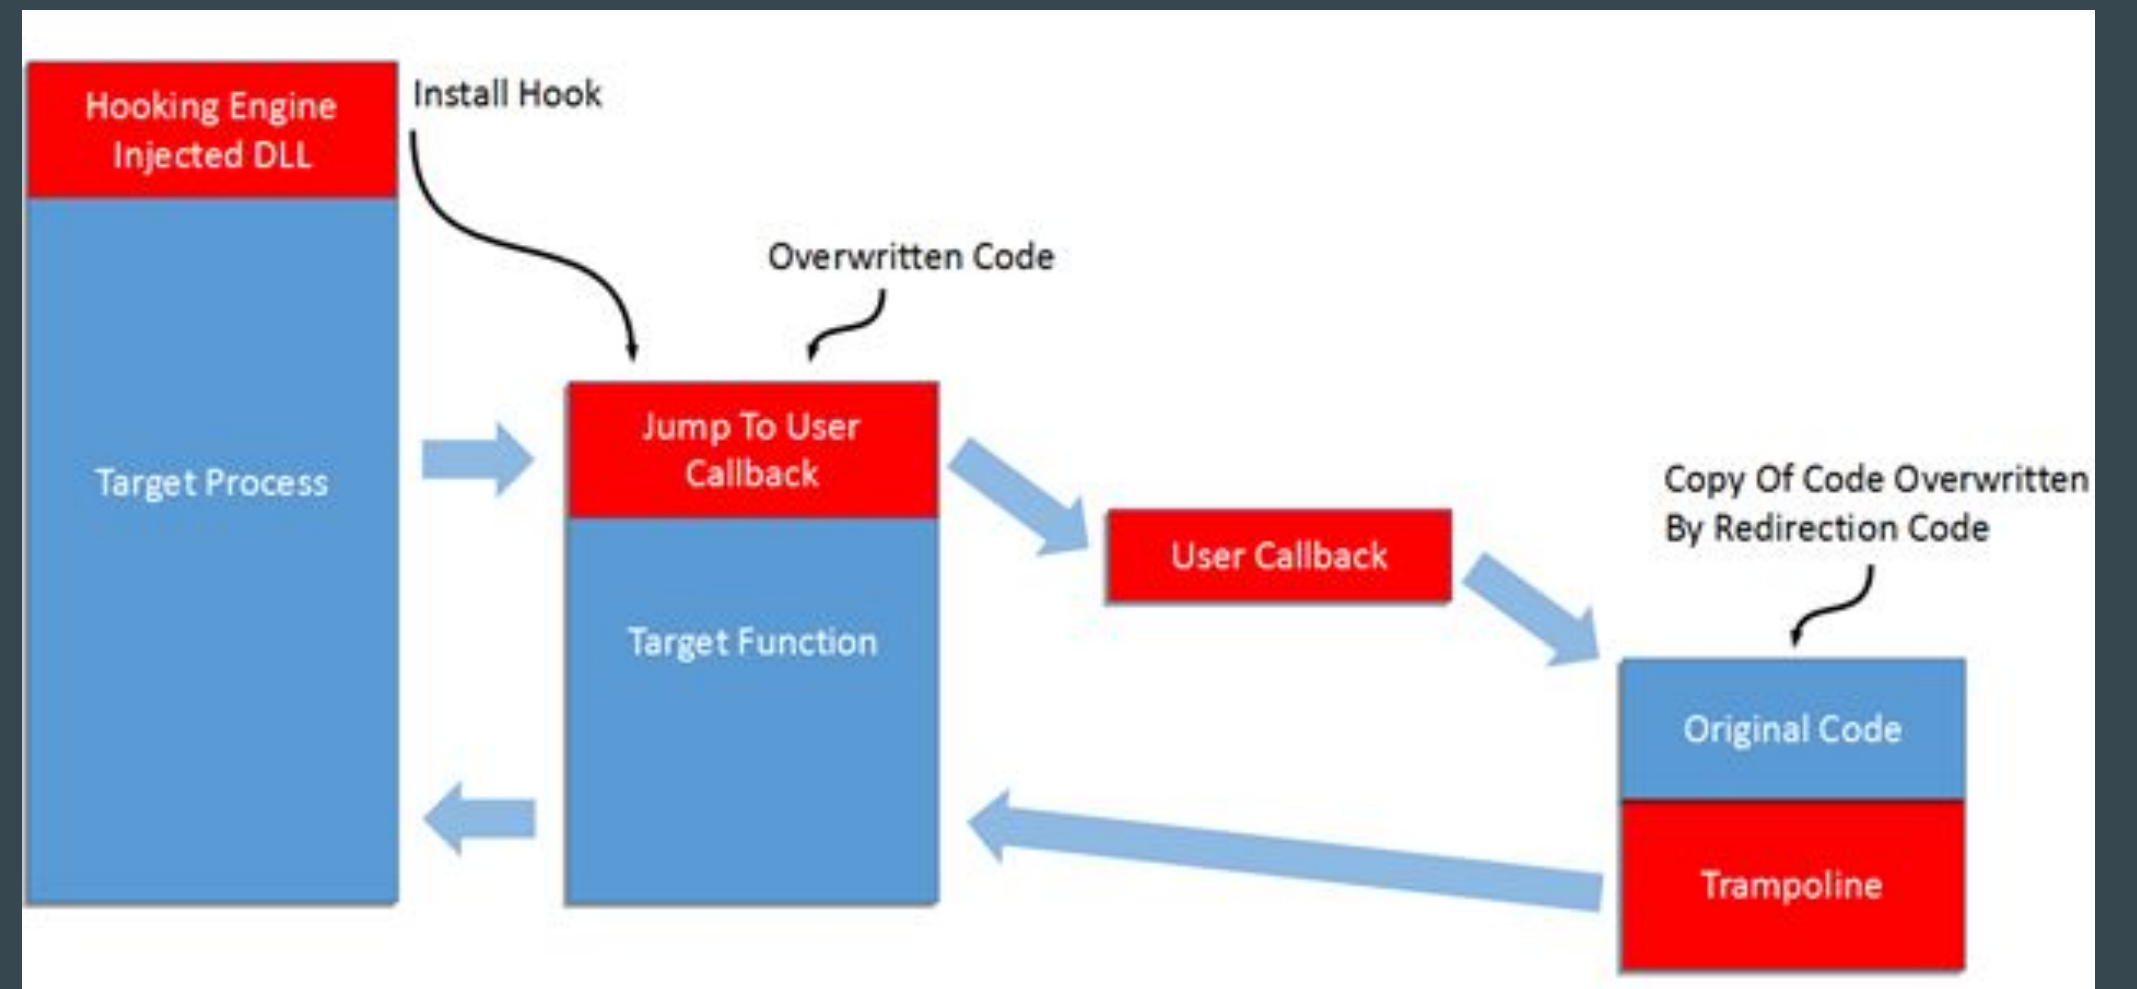 Hooking Engine
Injected DLL
Install Hook
Overwritten Code
Target Process
Jump To User
Callback
Target Function
User Callback
Copy Of Code Overwritten
By Redirection Code
Original Code
Trampoline